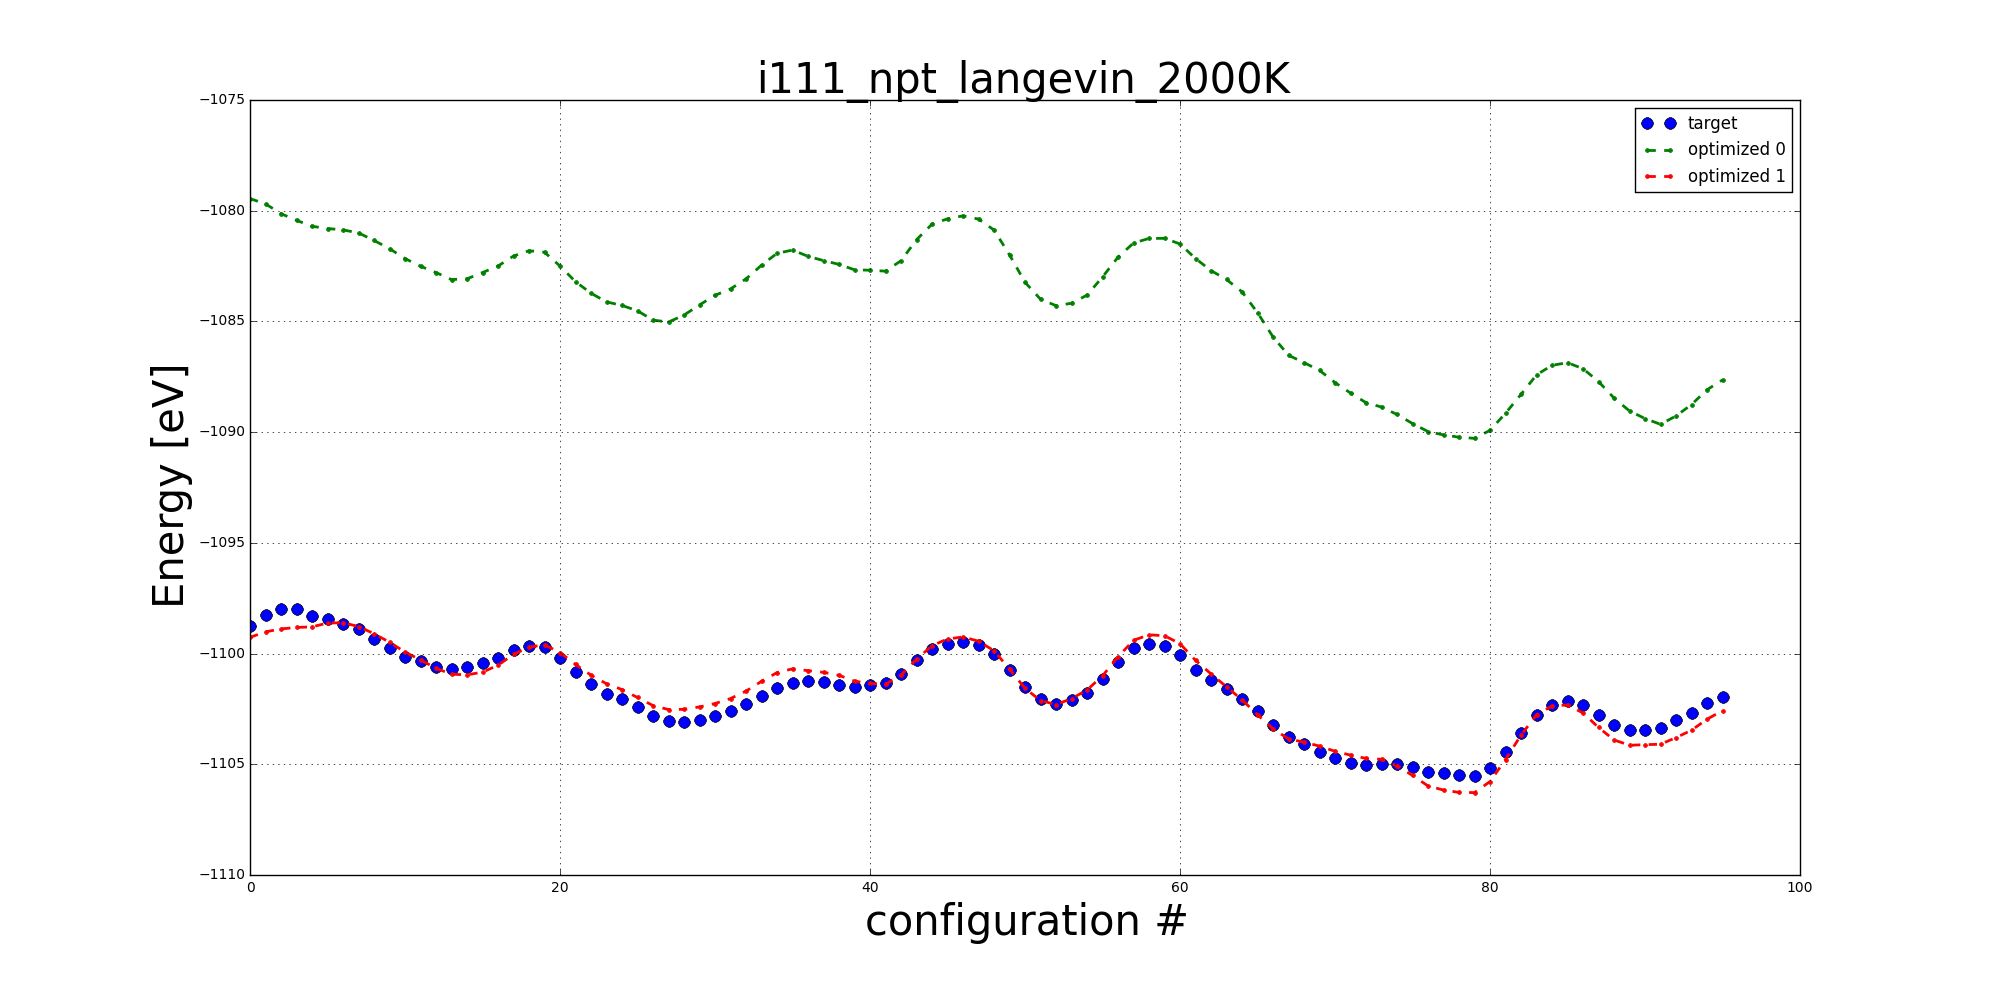 i111_npt_langevin_2000K
−1075
−1080
−1085
−1090
−1095
−1100
−1105
−1110
Energy [eV]
target
optimized 0
optimized 1
0
20
40
60
80
100
configuration #